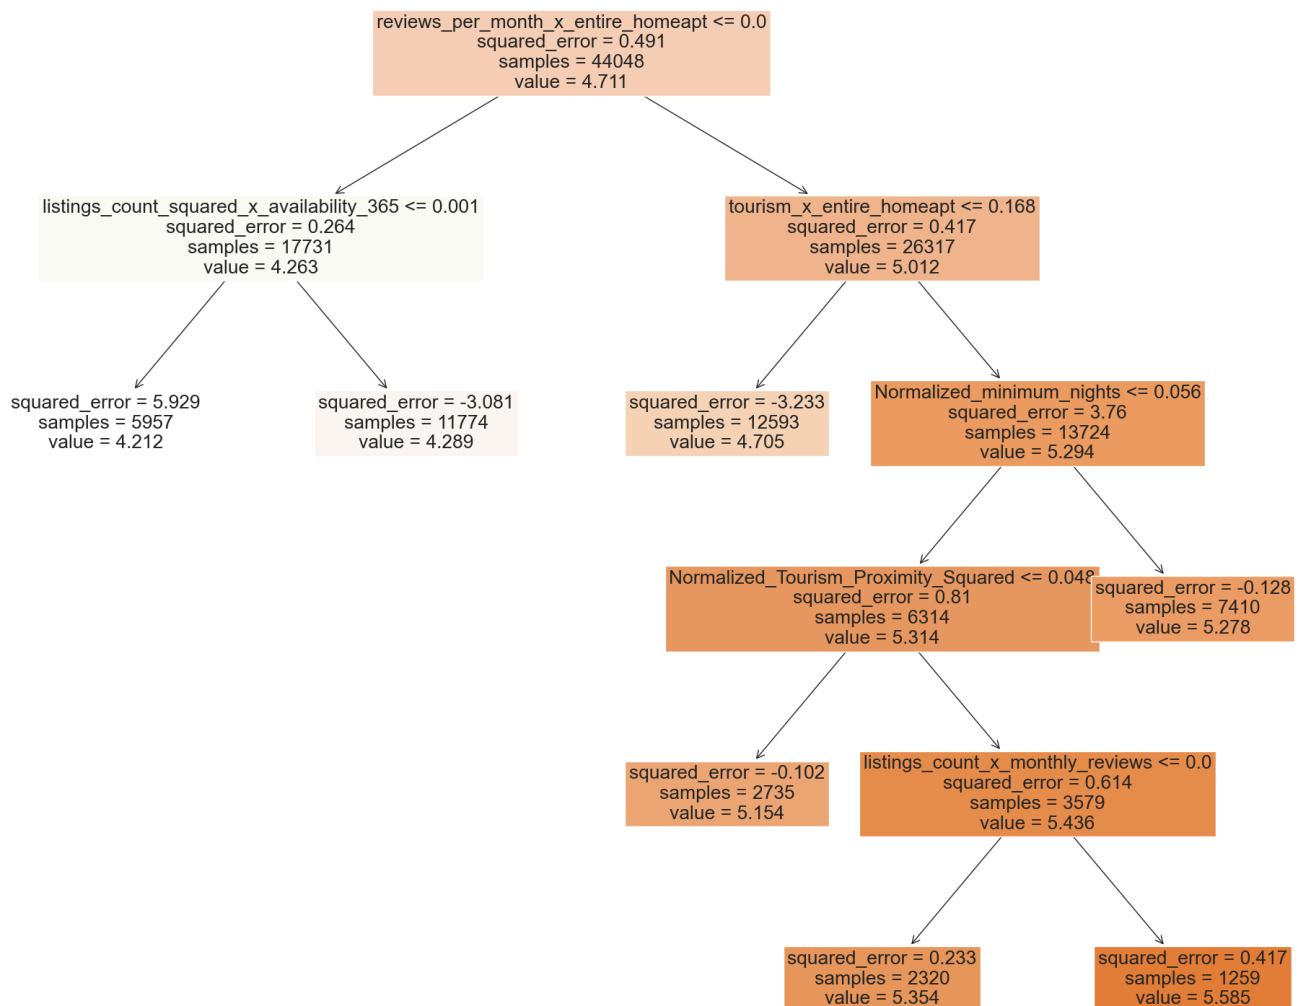 reviews_per_month_x_entire_homeapt <= 0.0
squared_error = 0.491
samples = 44048
value = 4.711
listings_count_squared_x_availability_365 <= 0.001
squared_error = 0.264
samples = 17731
value = 4.263
tourism_x_entire_homeapt <= 0.168
squared_error = 0.417
samples = 26317
value = 5.012
squared_error = 5.929
samples = 5957
value = 4.212
squared_error = -3.081
samples = 11774
value = 4.289
squared_error = -3.233
samples = 12593
value = 4.705
Normalized_minimum_nights <= 0.056
squared_error = 3.76
samples = 13724
value = 5.294
Normalized_Tourism_Proximity_Squared <= 0.048
squared_error = 0.81
samples = 6314
value = 5.314
squared_error = -0.128
samples = 7410
value = 5.278
squared_error = -0.102
samples = 2735
value = 5.154
listings_count_x_monthly_reviews <= 0.0
squared_error = 0.614
samples = 3579
value = 5.436
squared_error = 0.233
samples = 2320
value = 5.354
squared_error = 0.417
samples = 1259
value = 5.585